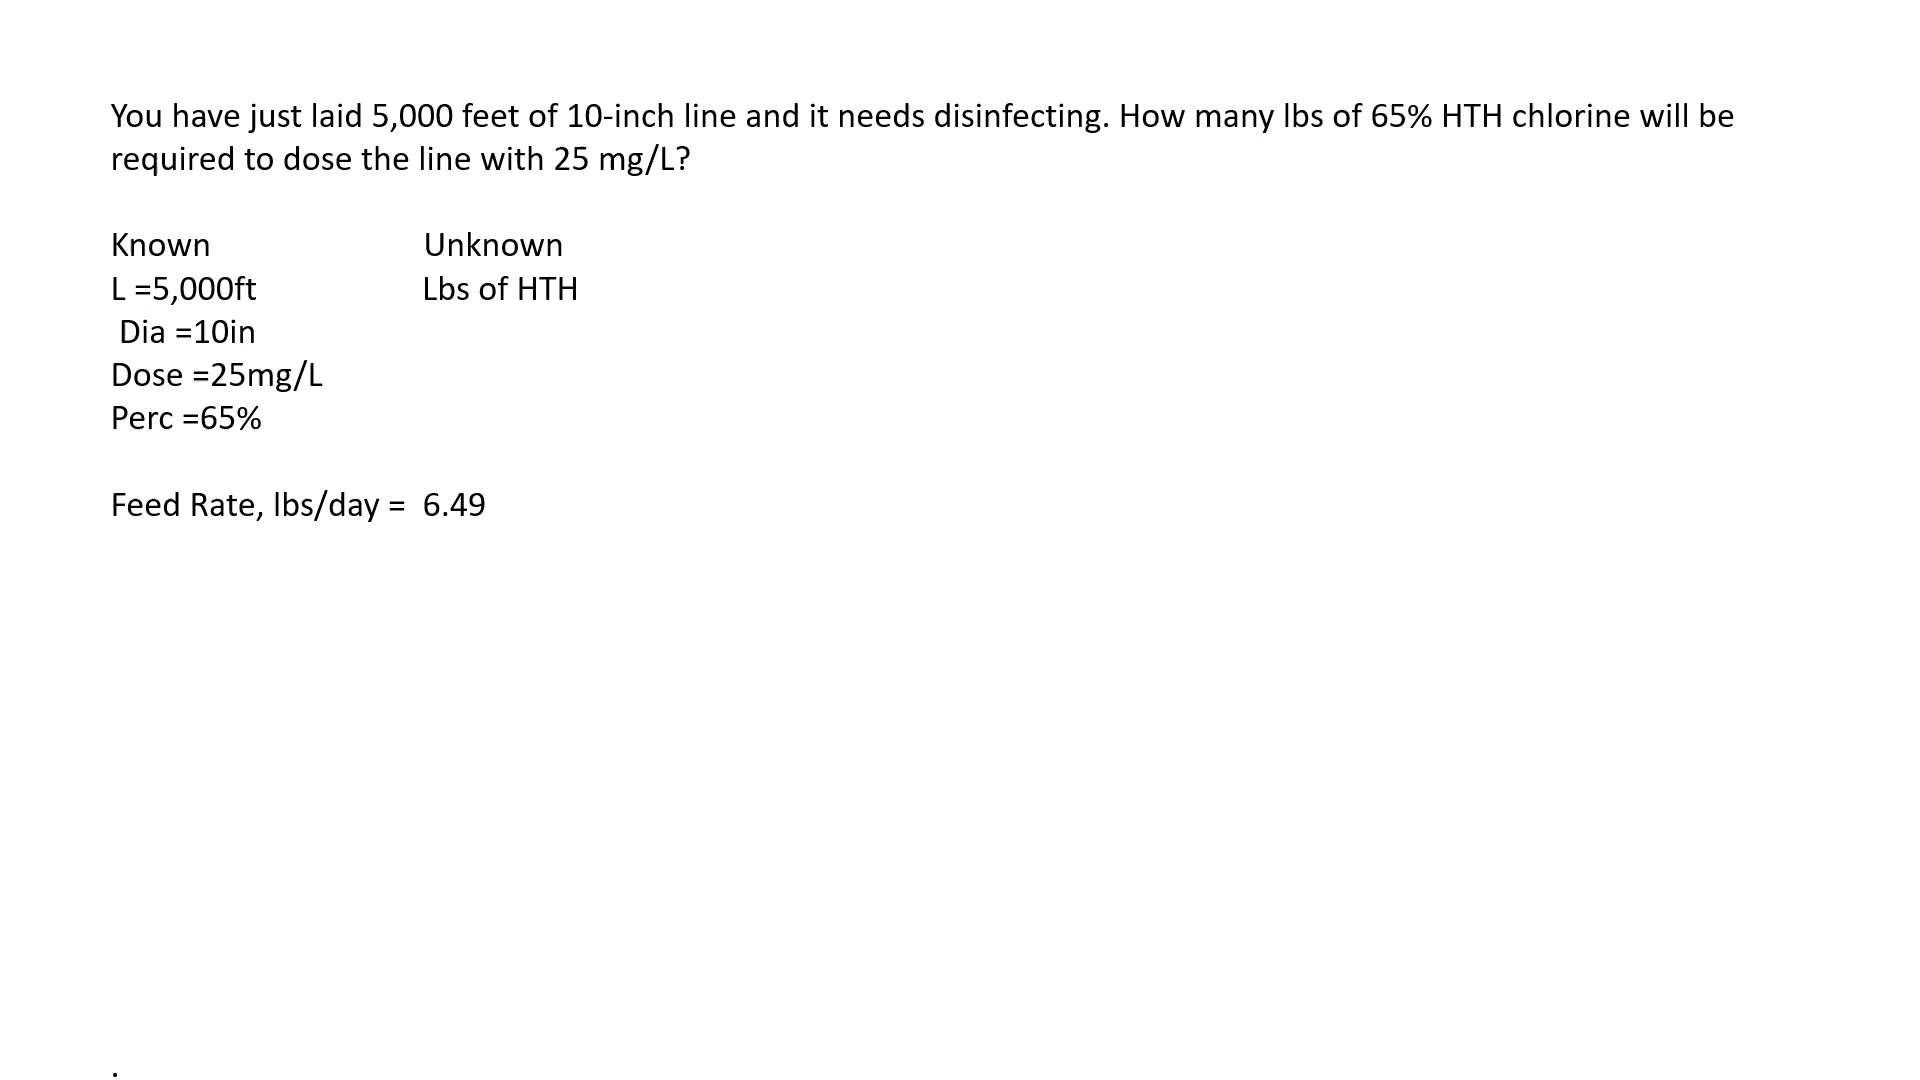 You have just laid 5,000 feet of 10-inch line and it needs disinfecting. How many lbs of 65% HTH chlorine will be
required to dose the line with 25 mg/L?
Known Unknown
L =5,000ft Lbs of HTH
Dia =10in
Dose =25mg/L
Perc =65%
Feed Rate, lbs/day = 6.49
.